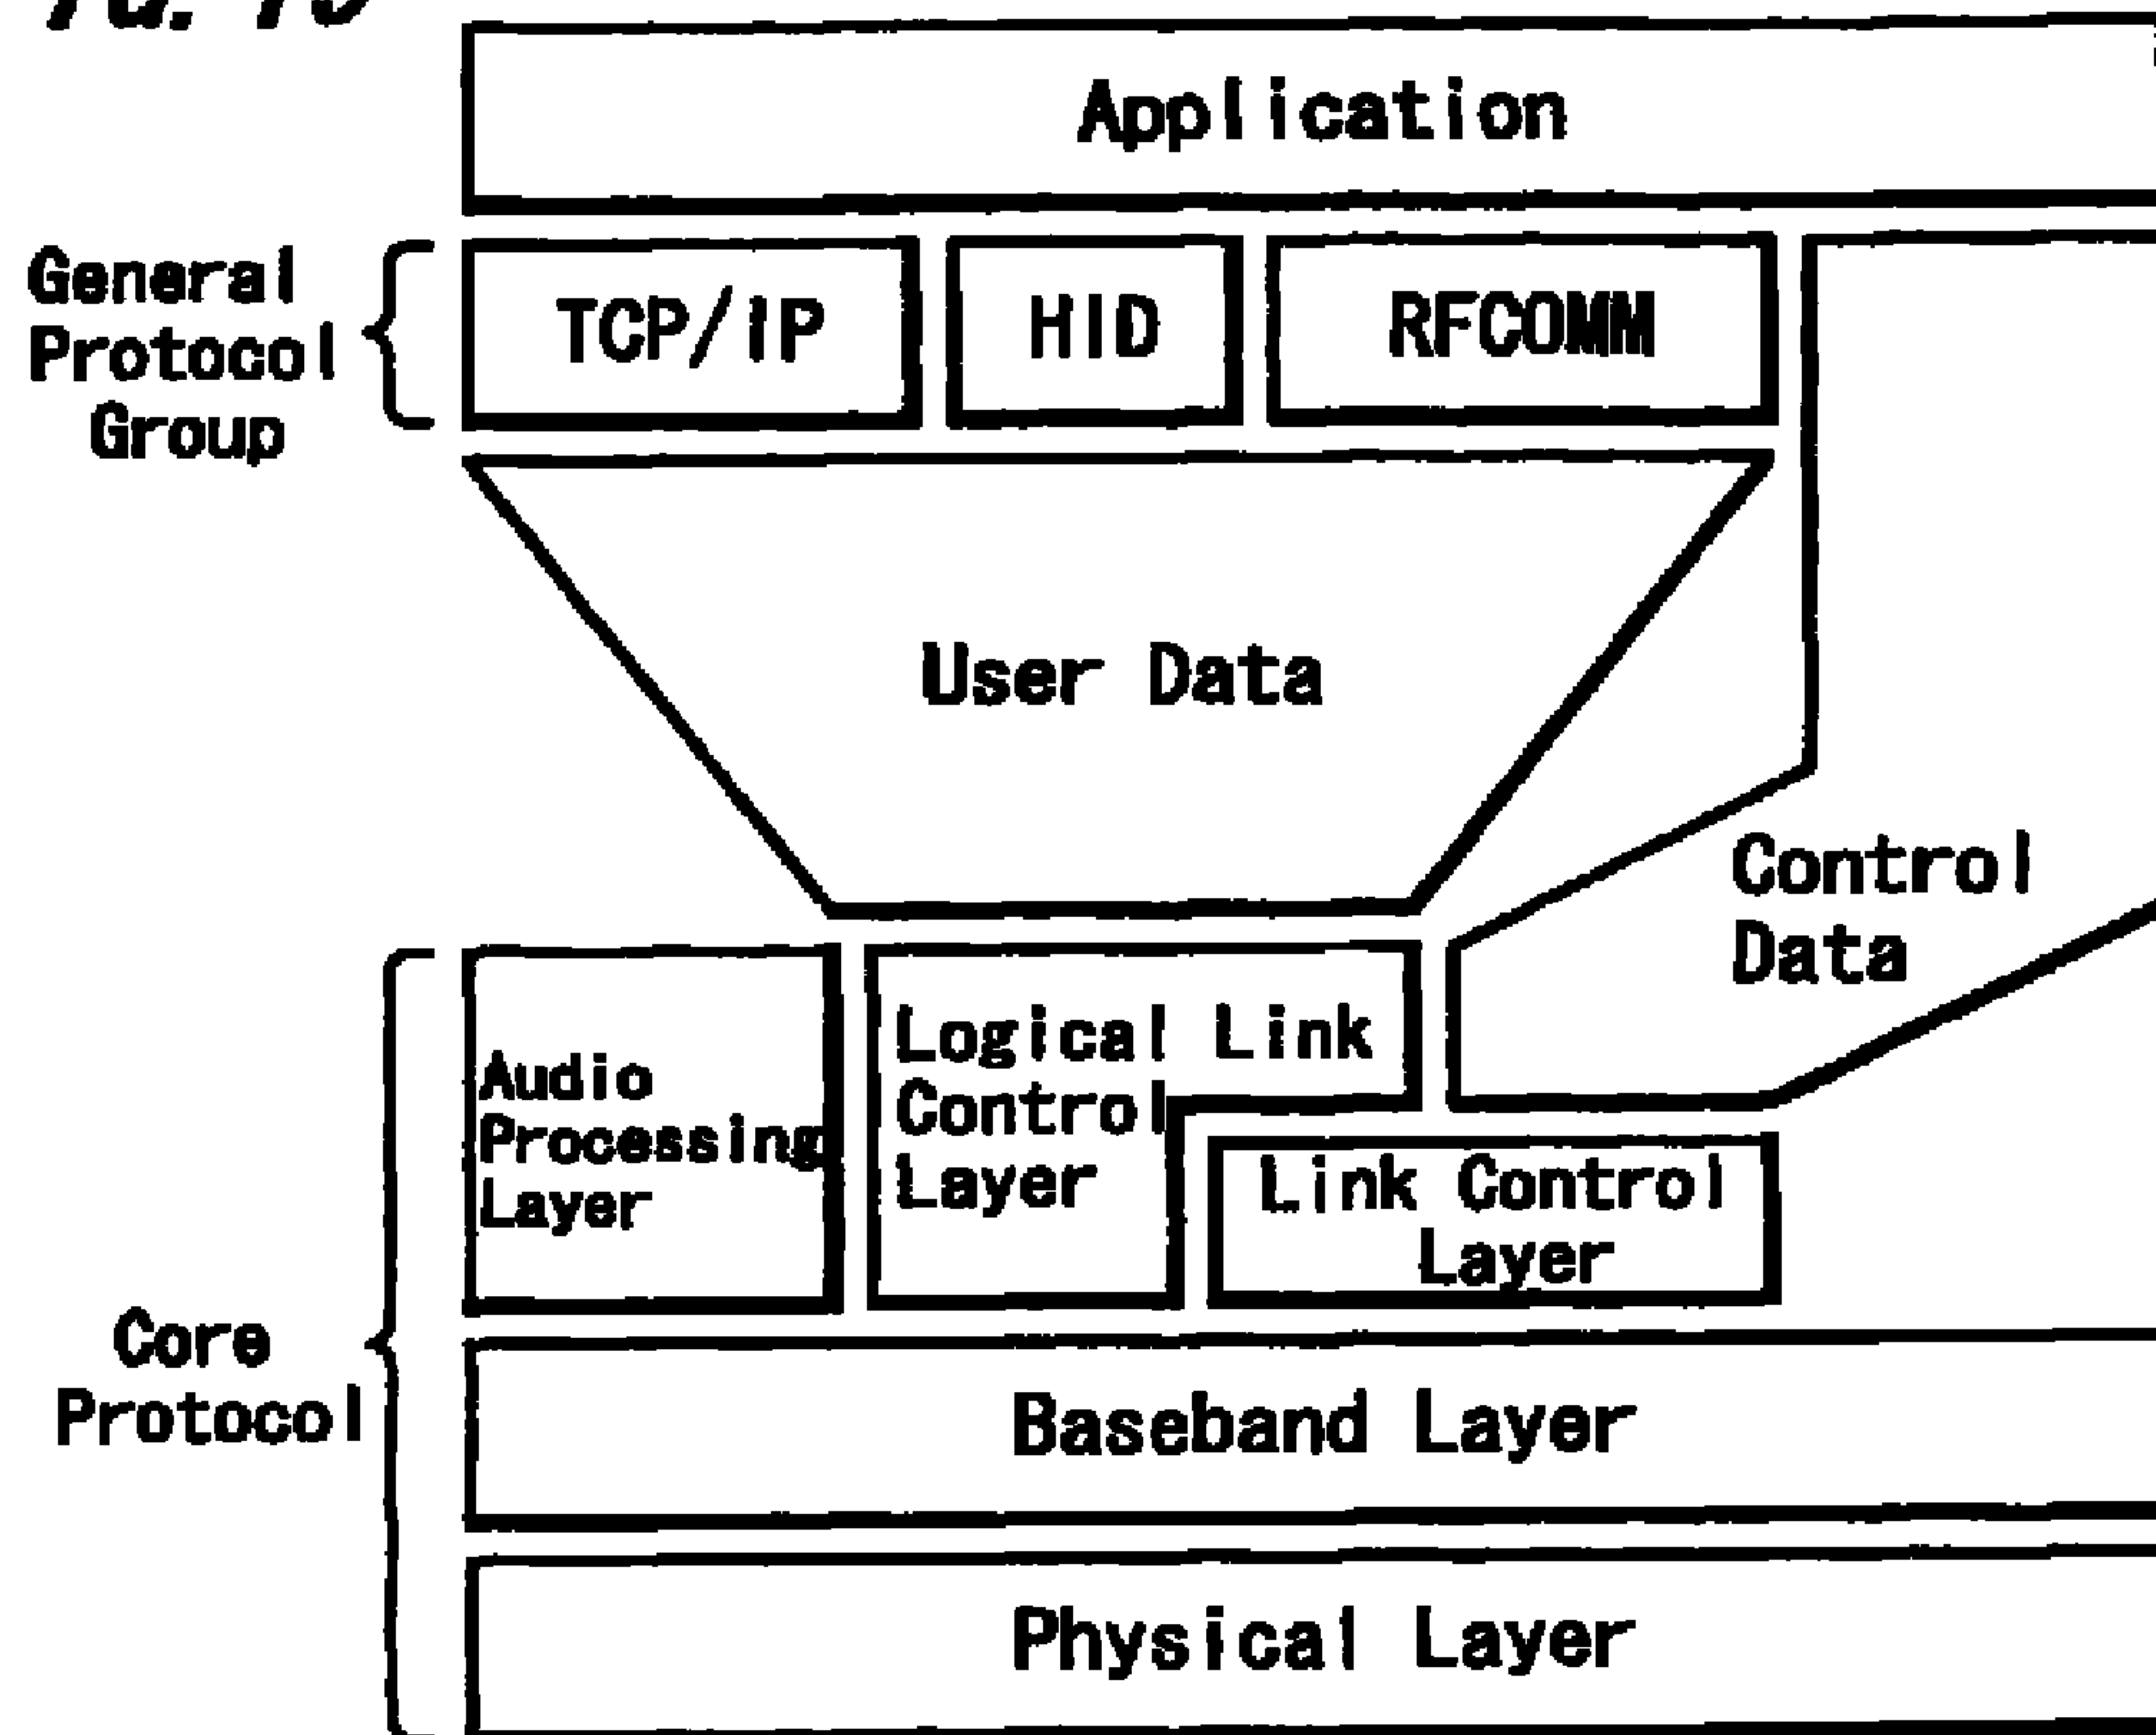 Application
General
Protocol
Group
TCP/IP
HID
RFCOMM
User Data
Control
Data
Audio
Processing
Layer
Logical Link
Control
Layer
Link Control
Layer
Core
Protocol
Baseband Layer
Physical Layer